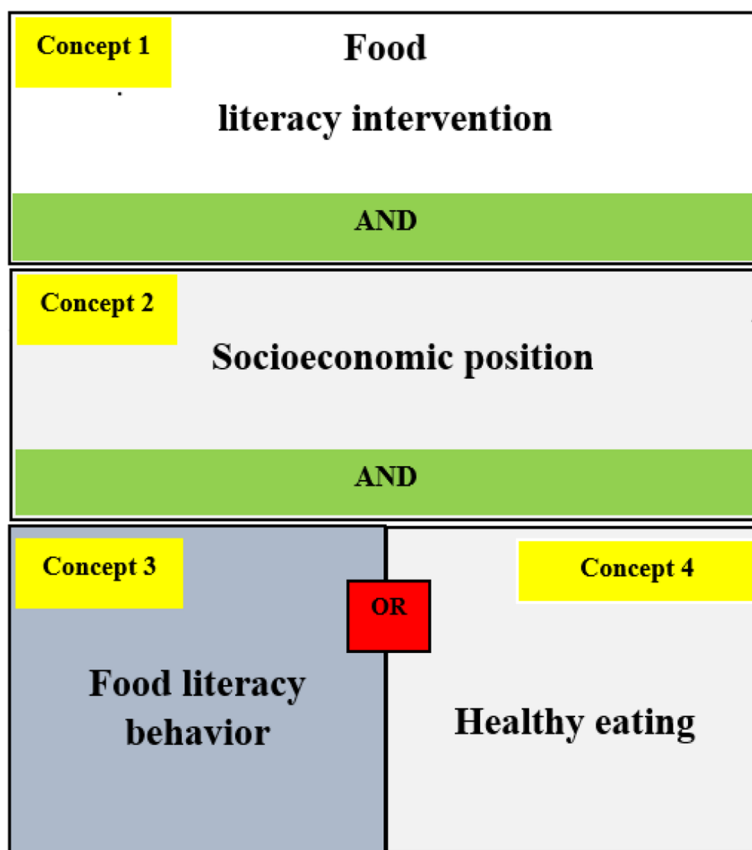 Concept 1
Food
literacy intervention
AND
Concept 2
Socioeconomic position
AND
Concept 3
Concept 4
OR
Food literacy
behavior
Healthy eating